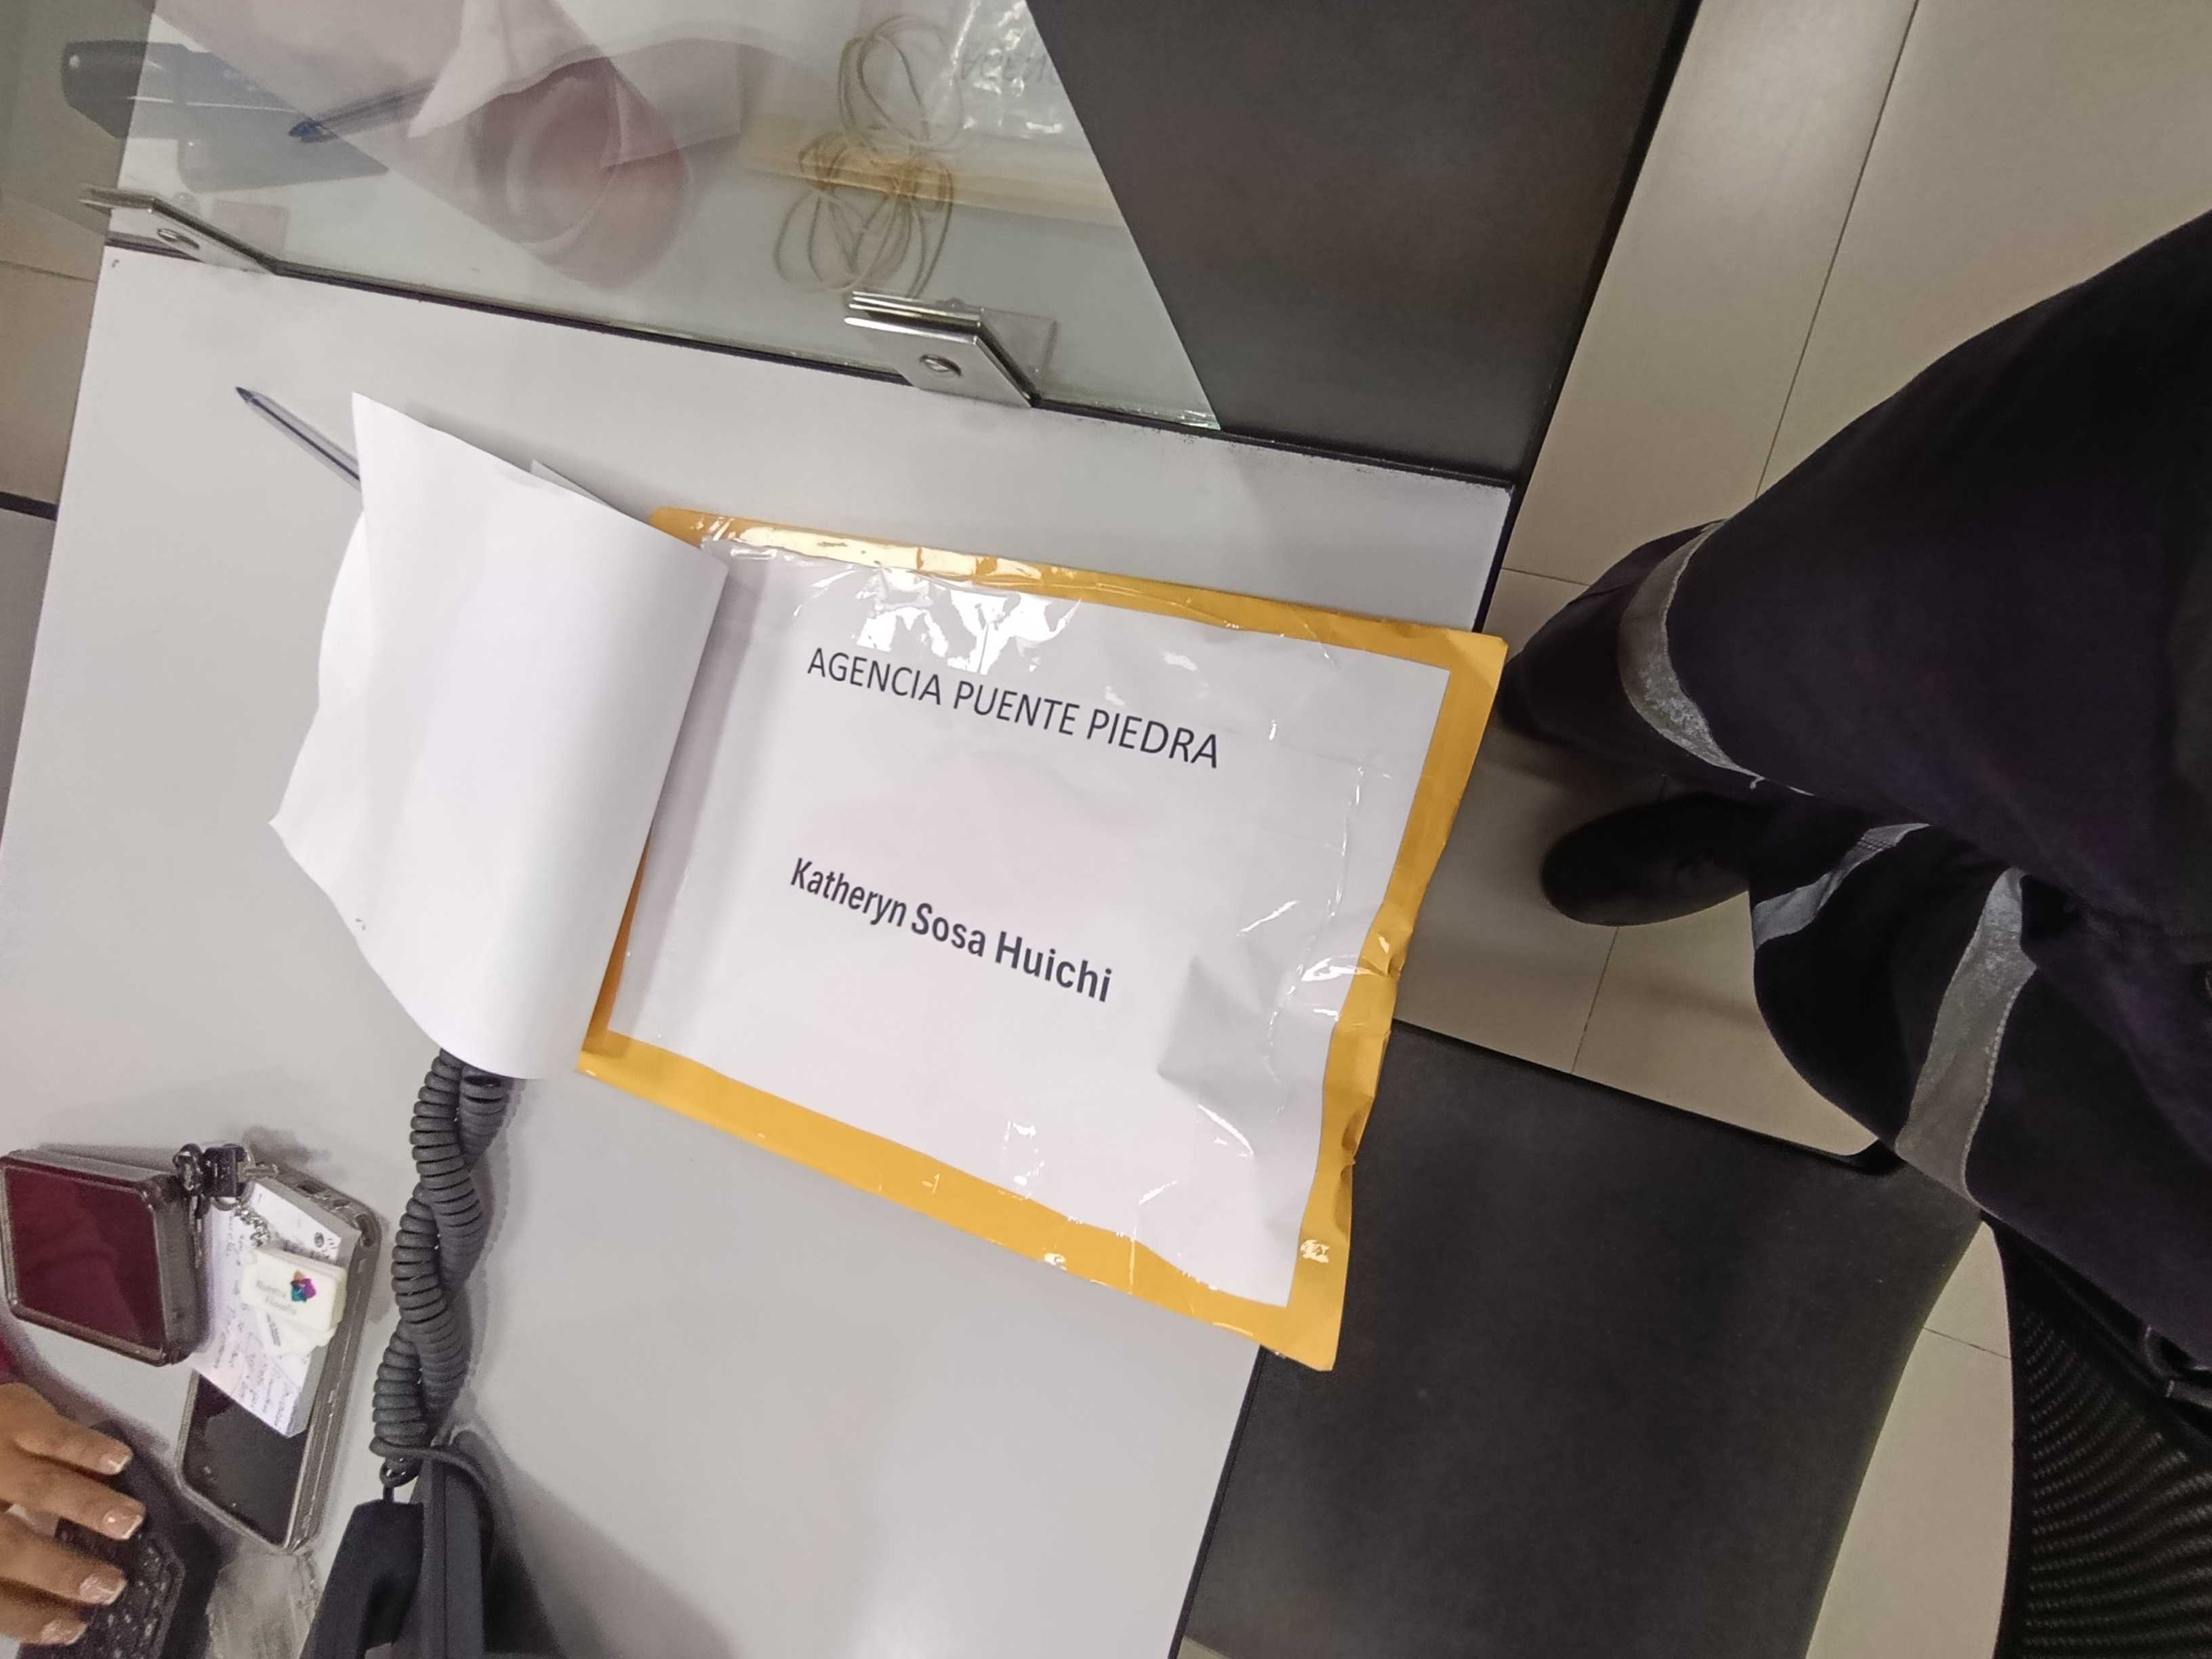 AGENCIA PUENTE PIEDRA
Katheryn Sosa Huichi